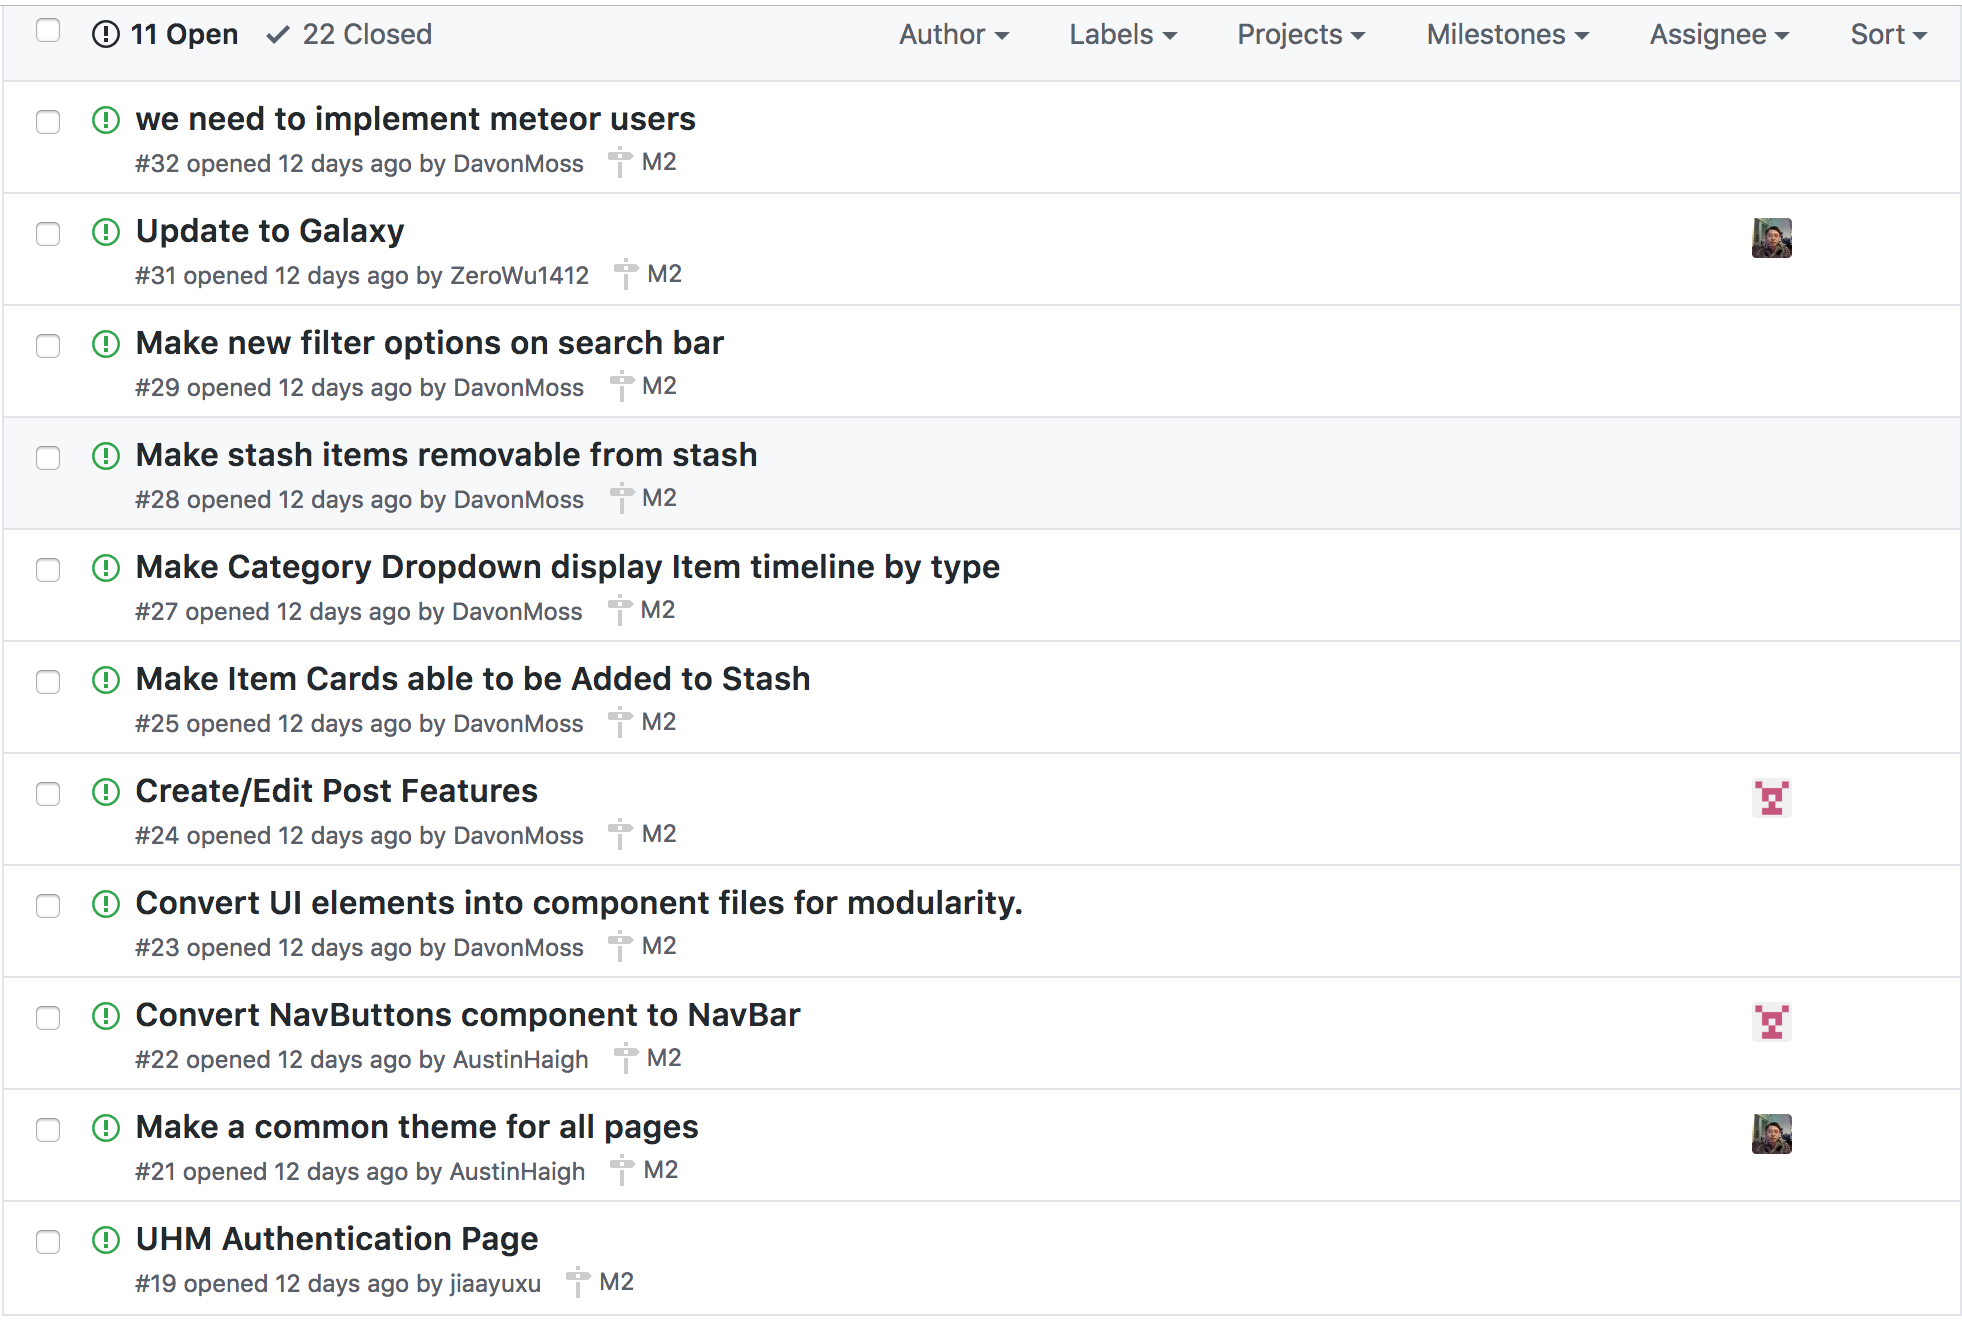 11 Open 22 Closed Author Labels Projects Milestones Assignee Sort
we need to implement meteor users
#32 opened 12 days ago by DavonMoss M2
Update to Galaxy
#31 opened 12 days ago by ZeroWu1412 M2
Make new filter options on search bar
#29 opened 12 days ago by DavonMoss M2
Make stash items removable from stash
#28 opened 12 days ago by DavonMoss M2
Make Category Dropdown display Item timeline by type
#27 opened 12 days ago by DavonMoss M2
Make Item Cards able to be Added to Stash
#25 opened 12 days ago by DavonMoss M2
Create/Edit Post Features
#24 opened 12 days ago by DavonMoss M2
Convert UI elements into component files for modularity.
#23 opened 12 days ago by DavonMoss M2
Convert NavButtons component to NavBar
#22 opened 12 days ago by AustinHaigh M2
Make a common theme for all pages
#21 opened 12 days ago by AustinHaigh M2
UHM Authentication Page
#19 opened 12 days ago by jiaayuxu M2